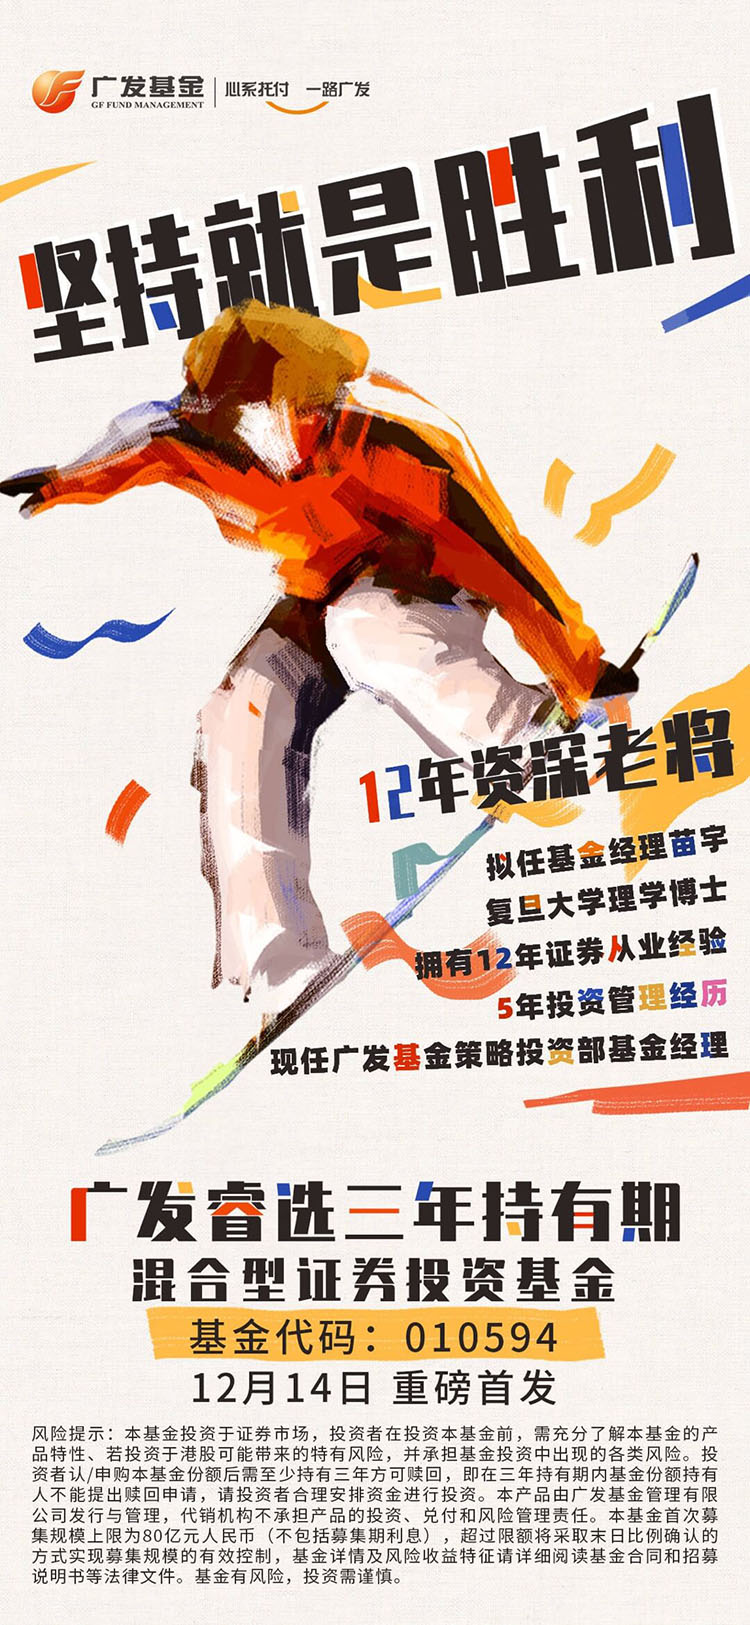 广发基金
GF FUND MANAGEMENT
心系托付 一路广发
坚持就是胜利
12年资深老将
拟任基金经理苗宇
复旦大学理学博士
拥有12年证券从业经验
5年投资管理经历
现任广发基金策略投资部基金经理
广发睿选三年持有期
混合型证券投资基金
基金代码：010594
12月14日 重磅首发
风险提示：本基金投资于证券市场，投资者在投资本基金前，需充分了解本基金的产
品特性、若投资于港股可能带来的特有风险，并承担基金投资中出现的各类风险。投
资者认/申购本基金份额后需至少持有三年方可赎回，即在三年持有期内基金份额持有
人不能提出赎回申请，请投资者合理安排资金进行投资。本产品由广发基金管理有限
公司发行与管理，代销机构不承担产品的投资、兑付和风险管理责任。本基金首次募
集规模上限为80亿元人民币（不包括募集期利息），超过限额将采取末日比例确认的
方式实现募集规模的有效控制，基金详情及风险收益特征请详细阅读基金合同和招募
说明书等法律文件。基金有风险，投资需谨慎。